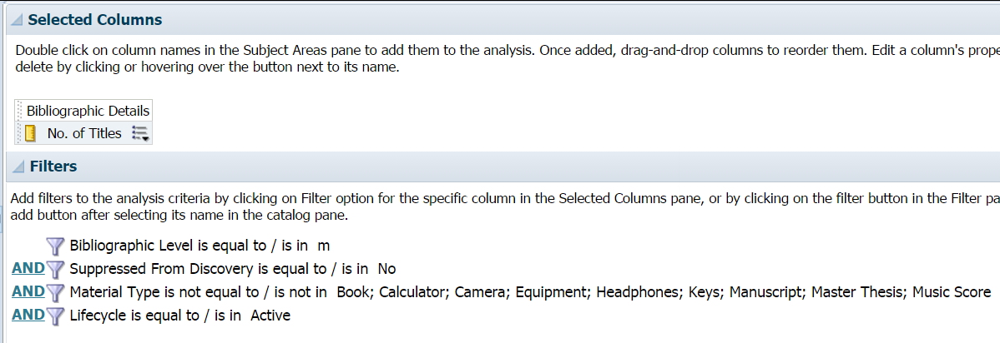 Selected Columns
Double click on column names in the Subject Areas pane to add them to the analysis. Once added, drag-and-drop columns to reorder them. Edit a column's
delete by clicking or hovering over the button next to its name.
Bibliographic Details
No. of Titles
Filters
Add filters to the analysis criteria by clicking on Filter option for the specific column in the Selected Columns pane, or by clicking on the filter button in the Filter
add button after selecting its name in the catalog pane.
Bibliographic Level is equal to / is in m
AND Suppressed From Discovery is equal to / is in No
AND Material Type is not equal to / is not in Book; Calculator; Camera; Equipment; Headphones; Keys; Manuscript; Master Thesis; Music Score
AND Lifecycle is equal to / is in Active